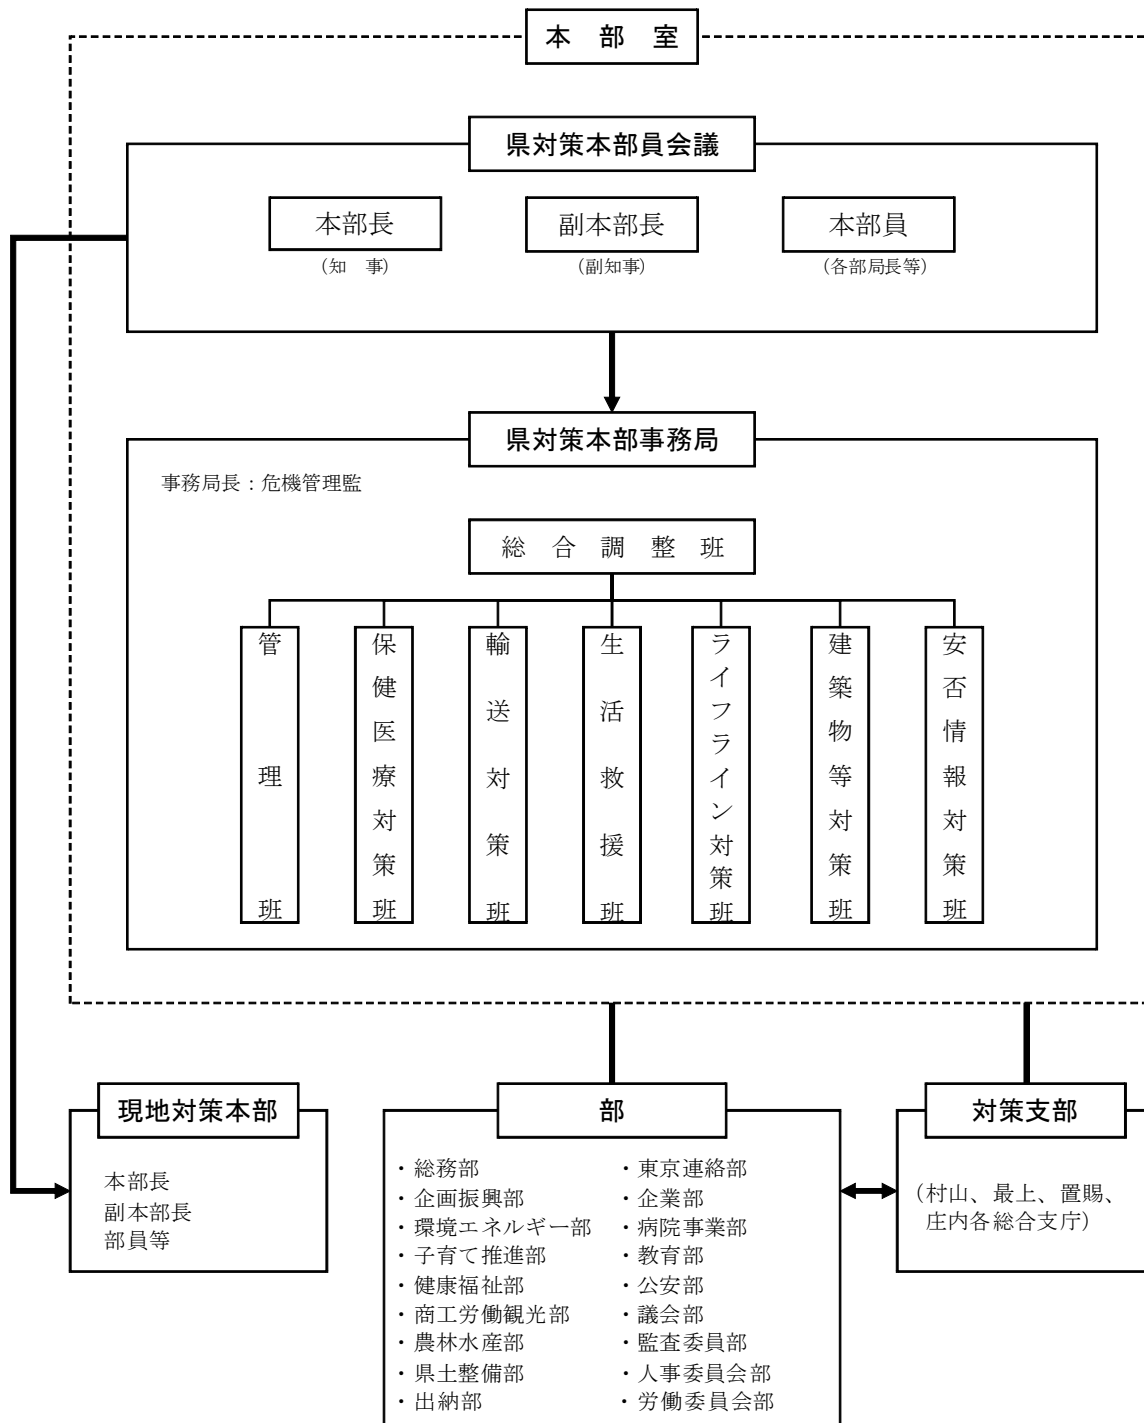 本　部　室
県対策本部員会議
本部長
（知　事）
副本部長
（副知事）
本部員
（各部局長等）
県対策本部事務局
事務局長：危機管理監
総　合　調　整　班
管理班
保健医療対策班
輸送対策班
生活救援班
ライフライン対策班
建築物等対策班
安否情報対策班
現地対策本部
本部長
副本部長
部員等
部
・総務部
・企画振興部
・環境エネルギー部
・子育て推進部
・健康福祉部
・商工労働観光部
・農林水産部
・県土整備部
・出納部
・東京連絡部
・企業部
・病院事業部
・教育部
・公安部
・議会部
・監査委員部
・人事委員会部
・労働委員会部
対策支部
（村山、最上、置賜、
庄内各総合支庁）